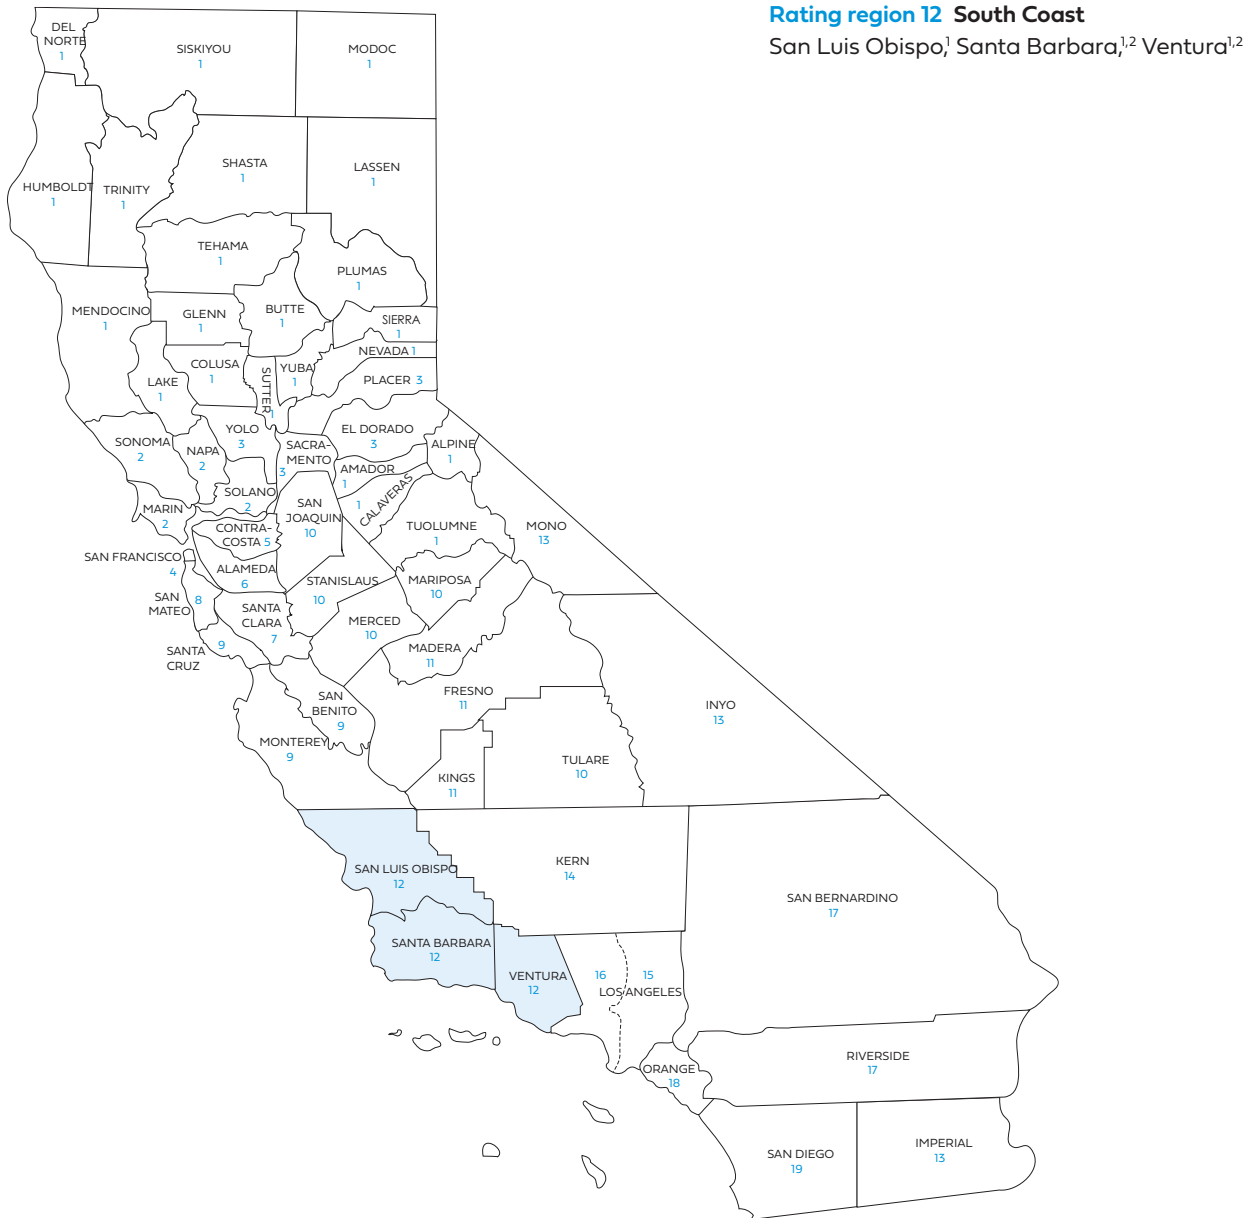 Rating region 12 South Coast
San Luis Obispo,¹ Santa Barbara,¹,² Ventura¹,²
DEL
NORTE
1
SISKIYOU
1
MODOC
1
HUMBOLDT
1
TRINITY
1
SHASTA
1
LASSEN
1
TEHAMA
1
PLUMAS
1
MENDOCINO
1
GLENN
1
BUTTE
1
SIERRA
1
NEVADA 1
COLUSA
1
SUTTER
1
YUBA
1
PLACER 3
LAKE
1
SONOMA
2
NAPA
2
YOLO
3
SACRA-
MENTO
3
EL DORADO
3
ALPINE
1
AMADOR
1
CALAVERAS
1
SOLANO
2
MARIN
2
SAN
JOAQUIN
10
CONTRA-
COSTA 5
TUOLUMNE
1
MONO
13
SAN FRANCISCO
4
ALAMEDA
6
STANISLAUS
10
MARIPOSA
10
SAN
MATEO
8
SANTA
CLARA
7
MERCED
10
SANTA
CRUZ
9
MADERA
11
FRESNO
11
SAN
BENITO
9
MONTEREY
9
INYO
13
KINGS
11
TULARE
10
SAN LUIS OBISPO
12
KERN
14
SAN BERNARDINO
17
SANTA BARBARA
12
VENTURA
12
16
15
LOS ANGELES
ORANGE
18
RIVERSIDE
17
SAN DIEGO
19
IMPERIAL
13